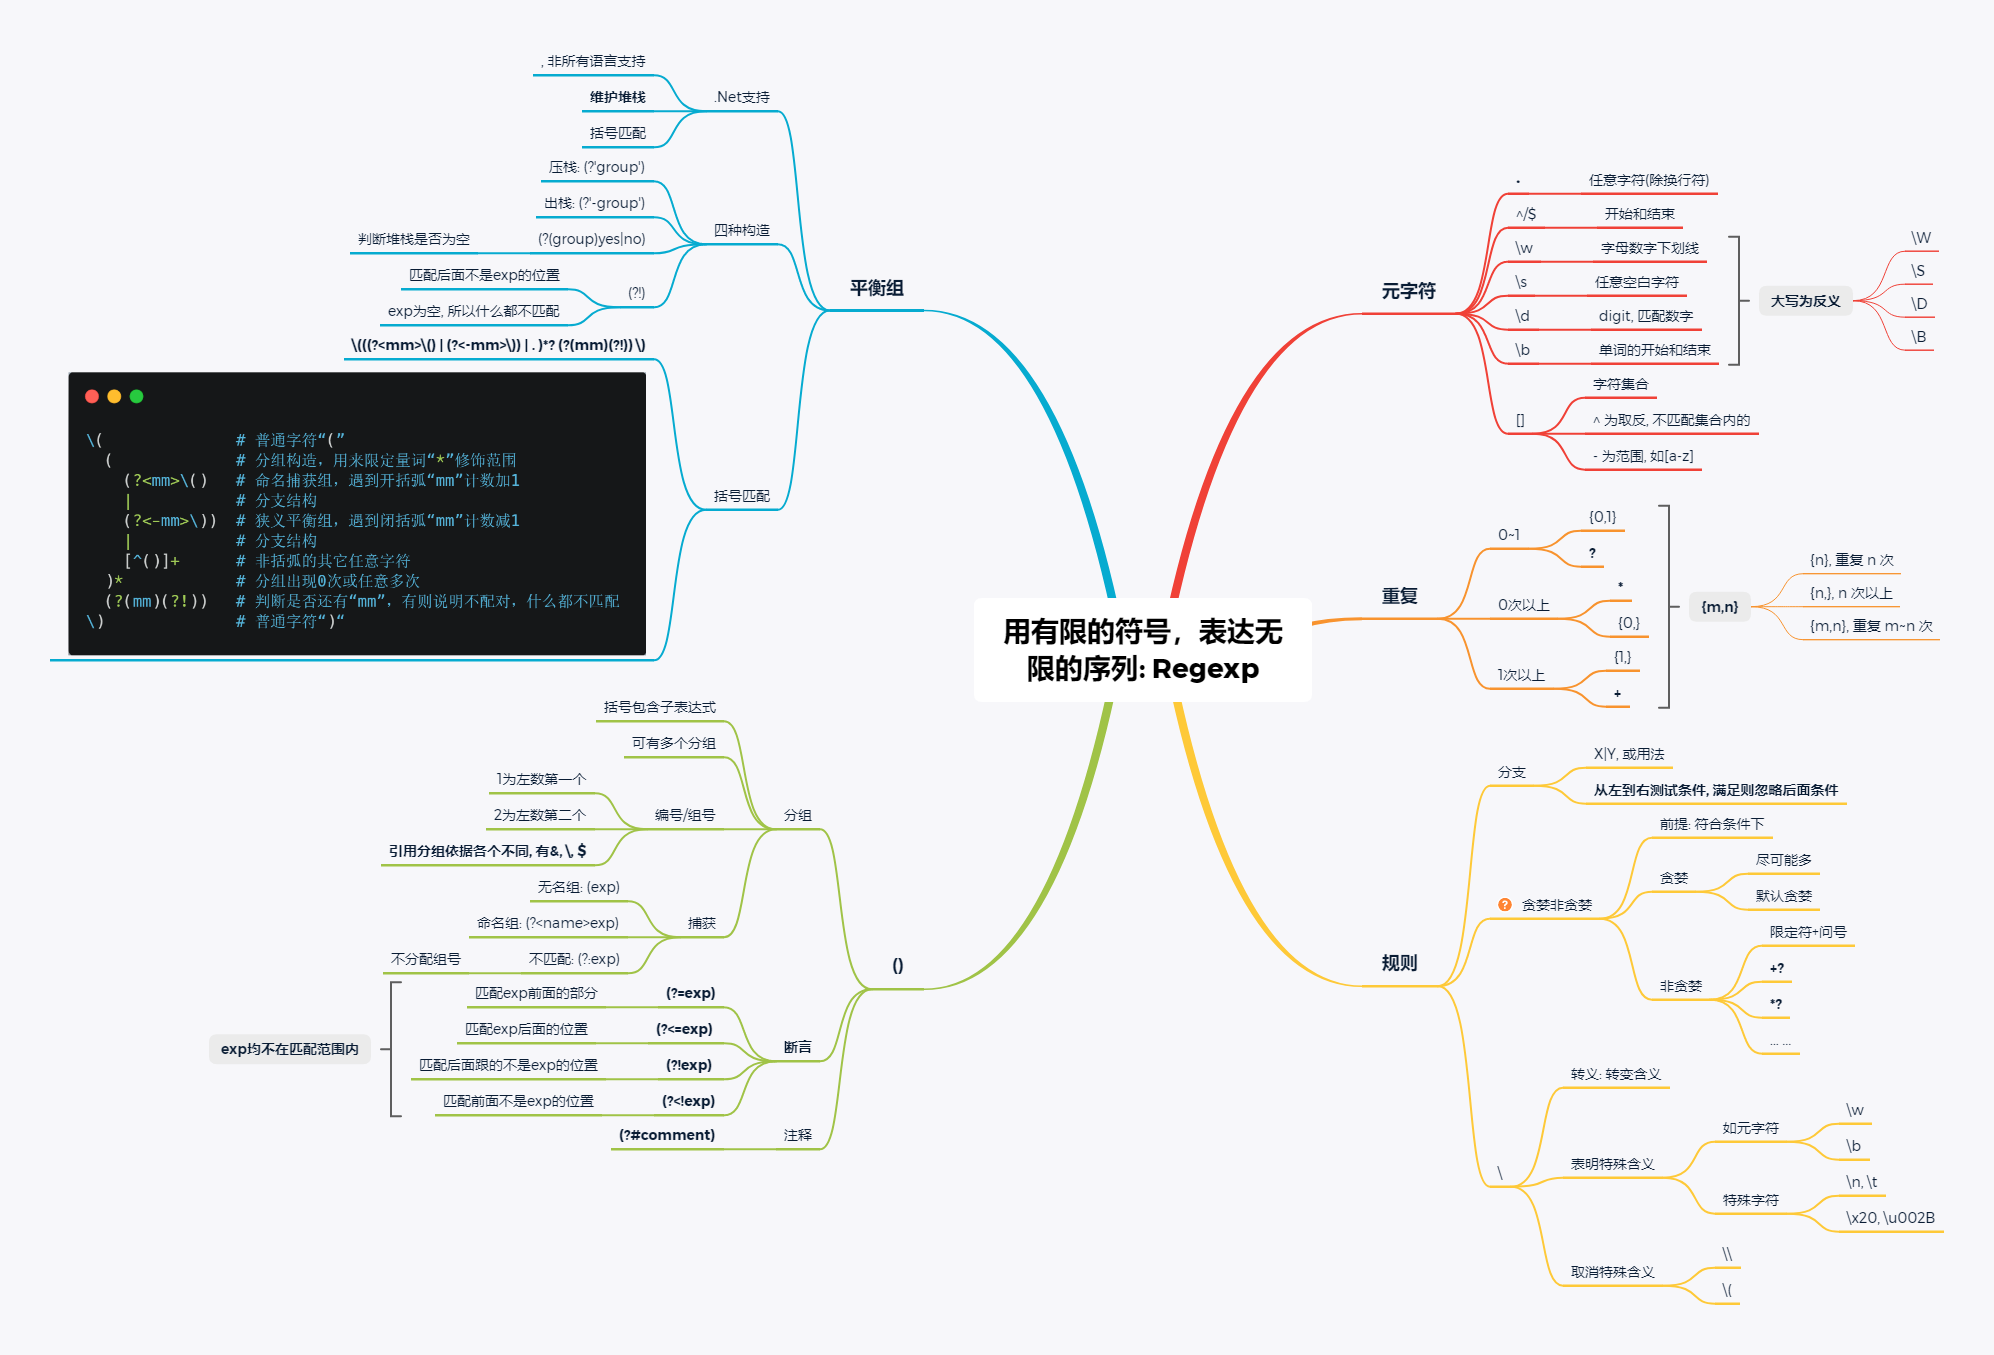 用有限的符号，表达无
限的序列: Regexp
平衡组
.Net支持
, 非所有语言支持
维护堆栈
括号匹配
四种构造
压栈: (?'group')
出栈: (?'-group')
(?(group)yes|no)
判断堆栈是否为空
(?!)
匹配后面不是exp的位置
exp为空, 所以什么都不匹配
括号匹配
\(((?<mm>\() | (?<-mm>\)) | . )*? (?(mm)(?!)) \)
\( # 普通字符“(”
( # 分组构造，用来限定量词“*”修饰范围
(?<mm>\() # 命名捕获组，遇到开括弧“mm”计数加1
| # 分支结构
(?<-mm>\)) # 狭义平衡组，遇到闭括弧“mm”计数减1
| # 分支结构
[^()]+ # 非括弧的其它任意字符
)* # 分组出现0次或任意多次
(?(mm)(?!)) # 判断是否还有“mm”，有则说明不配对，什么都不匹配
\) # 普通字符“)“
()
分组
括号包含子表达式
可有多个分组
编号/组号
1为左数第一个
2为左数第二个
引用分组依据各个不同, 有&, \, $
捕获
无名组: (exp)
命名组: (?<name>exp)
不匹配: (?:exp)
不分配组号
断言
(?=exp)
匹配exp前面的部分
(?<=exp)
匹配exp后面的位置
(?!exp)
匹配后面跟的不是exp的位置
(?<!exp)
匹配前面不是exp的位置
exp均不在匹配范围内
注释
(?#comment)
元字符
.
任意字符(除换行符)
^/$
开始和结束
\w
字母数字下划线
\s
任意空白字符
\d
digit, 匹配数字
\b
单词的开始和结束
大写为反义
\W
\S
\D
\B
[]
字符集合
^ 为取反, 不匹配集合内的
- 为范围, 如[a-z]
重复
0~1
{0,1}
?
0次以上
*
{0,}
1次以上
{1,}
+
{m,n}
{n}, 重复 n 次
{n,}, n 次以上
{m,n}, 重复 m~n 次
规则
分支
X|Y, 或用法
从左到右测试条件, 满足则忽略后面条件
? 贪婪非贪婪
前提: 符合条件下
贪婪
尽可能多
默认贪婪
非贪婪
限定符+问号
+?
*?
... ...
\
转义: 转变含义
表明特殊含义
如元字符
\w
\b
特殊字符
\n, \t
\x20, \u002B
取消特殊含义
\\
\(